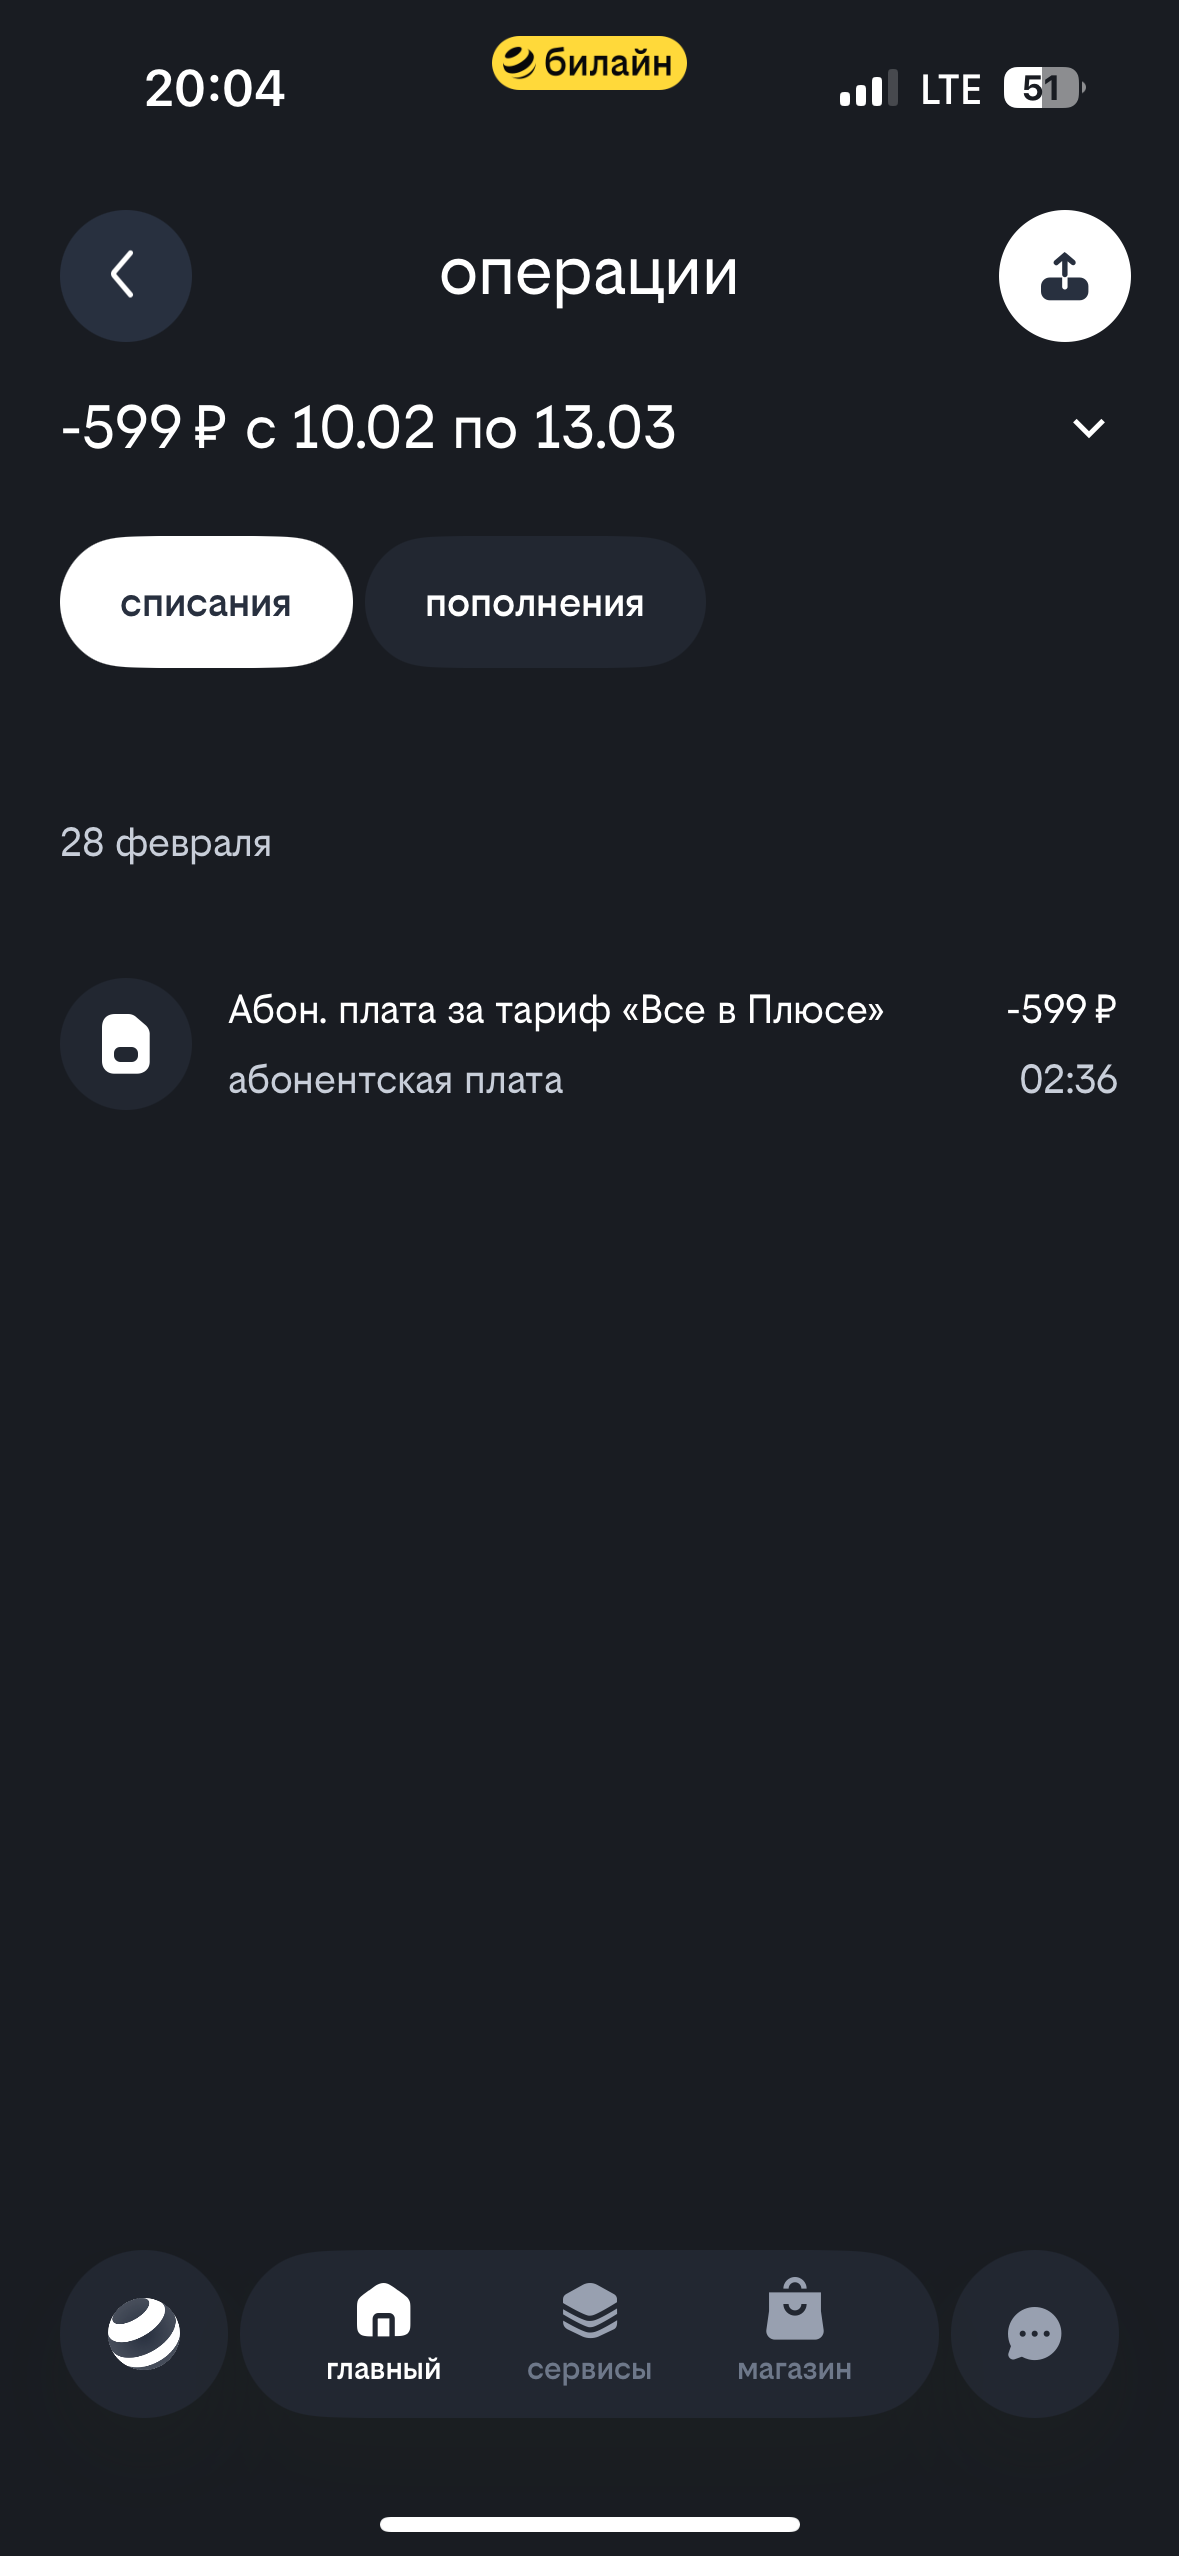 20:04
билайн
LTE
51
операции
-599 ₽ с 10.02 по 13.03
списания
пополнения
28 февраля
Абон. плата за тариф «Все в Плюсе»
-599 ₽
абонентская плата
02:36
главный
сервисы
магазин